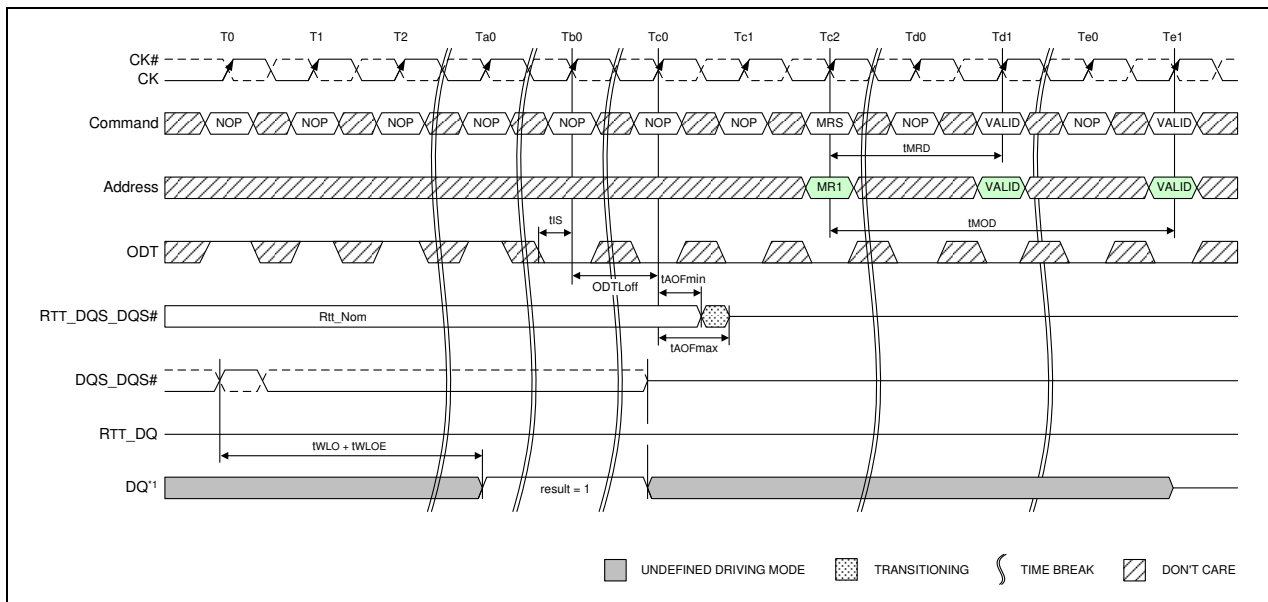 T0 T1 T2 Ta0 Tb0 Tc0 Tc1 Tc2 Td0 Td1 Te0 Te1
CK#
CK
Command NOP NOP NOP NOP NOP NOP NOP MRS NOP VALID NOP VALID
tMRD
Address MR1 VALID VALID
tIS
tMOD
ODT
tAOFmin
ODTLoff
RTT_DQS_DQS# Rtt_Nom
tAOFmax
DQS_DQS#
RTT_DQ
tWLO + tWLOE
DQ*1 result = 1
UNDEFINED DRIVING MODE TRANSITIONING TIME BREAK DON'T CARE